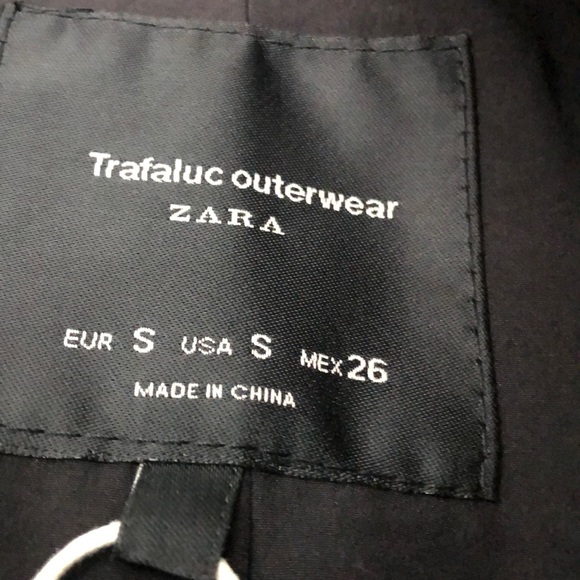 Trafaluc outerwear
ZARA
EUR S USA S MEX 26
MADE IN CHINA